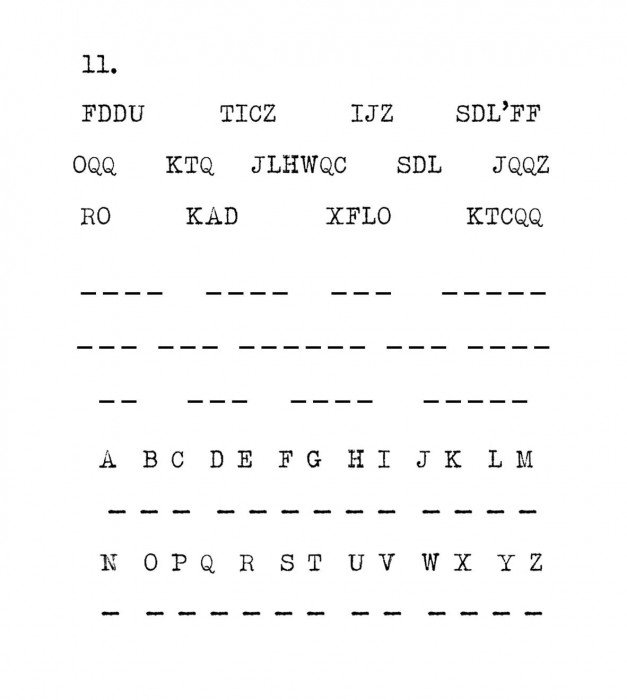 11.
FDDU TICZ IJZ SDL'FF
OQQ KTQ JLHWQC SDL JQQZ
RO KAD XFLO KTCQQ
---- ---- --- -----
--- --- ------ --- ----
-- --- ---- -----
A B C D E F G H I J K L M
- - - - - - - - - - - - -
N O P Q R S T U V W X Y Z
- - - - - - - - - - - - -